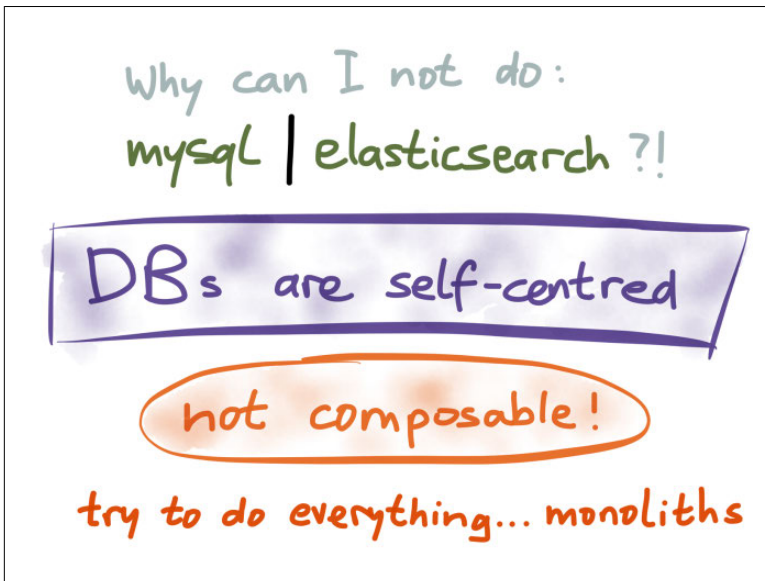 Why can I not do:
mysql | elasticsearch ?!
DBs are self-centred
not composable!
try to do everything... monoliths